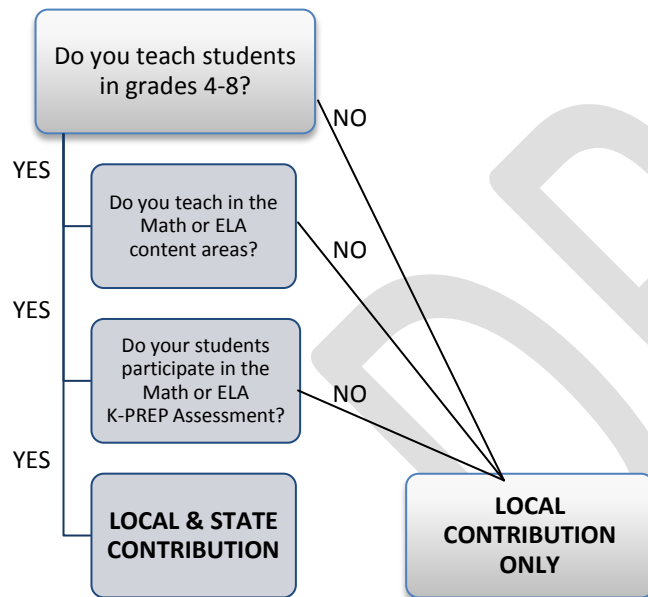 Do you teach students
in grades 4-8?
NO
YES
Do you teach in the
Math or ELA
content areas?
NO
YES
Do your students
participate in the
Math or ELA
K-PREP Assessment?
NO
YES
LOCAL & STATE
CONTRIBUTION
LOCAL
CONTRIBUTION
ONLY